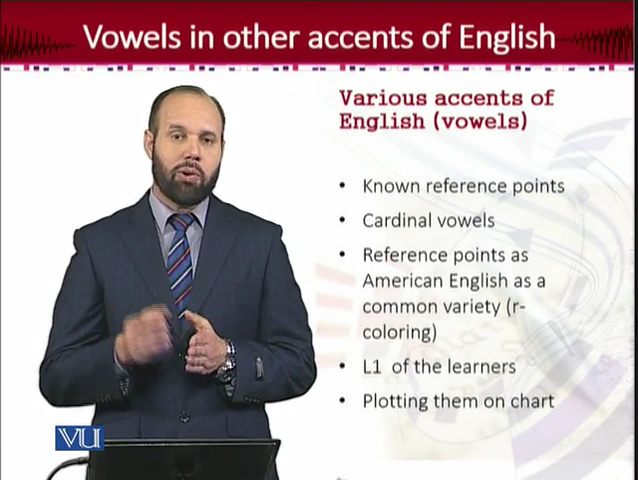 Vowels in other accents of English
Various accents of
English (vowels)
• Known reference points
• Cardinal vowels
• Reference points as
American English as a
common variety (r-
coloring)
• L1 of the learners
• Plotting them on chart
VU